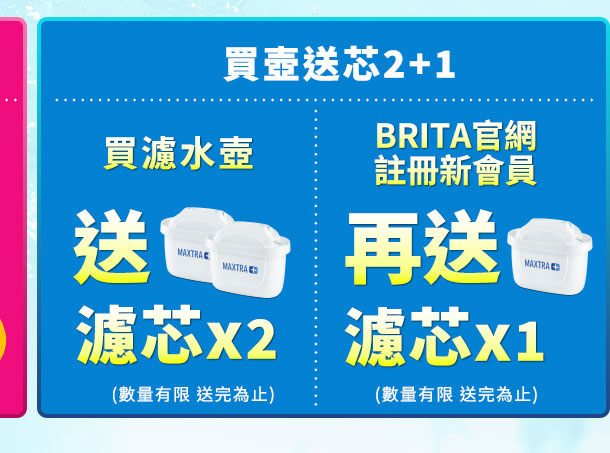 買壺送芯2+1
買濾水壺
送
MAXTRA+
MAXTRA+
濾芯x2
(數量有限 送完為止)
BRITA官網
註冊新會員
再送
MAXTRA+
濾芯x1
(數量有限 送完為止)